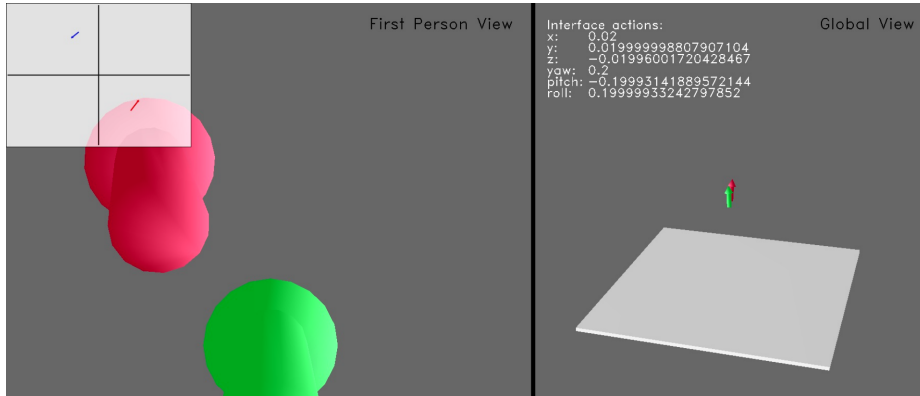 First Person View
Interface actions:
x: 0.02
y: 0.019999998807907104
z: -0.01996001720428467
yaw: 0.2
pitch: -0.19993141889572144
roll: 0.19999933242797852
Global View